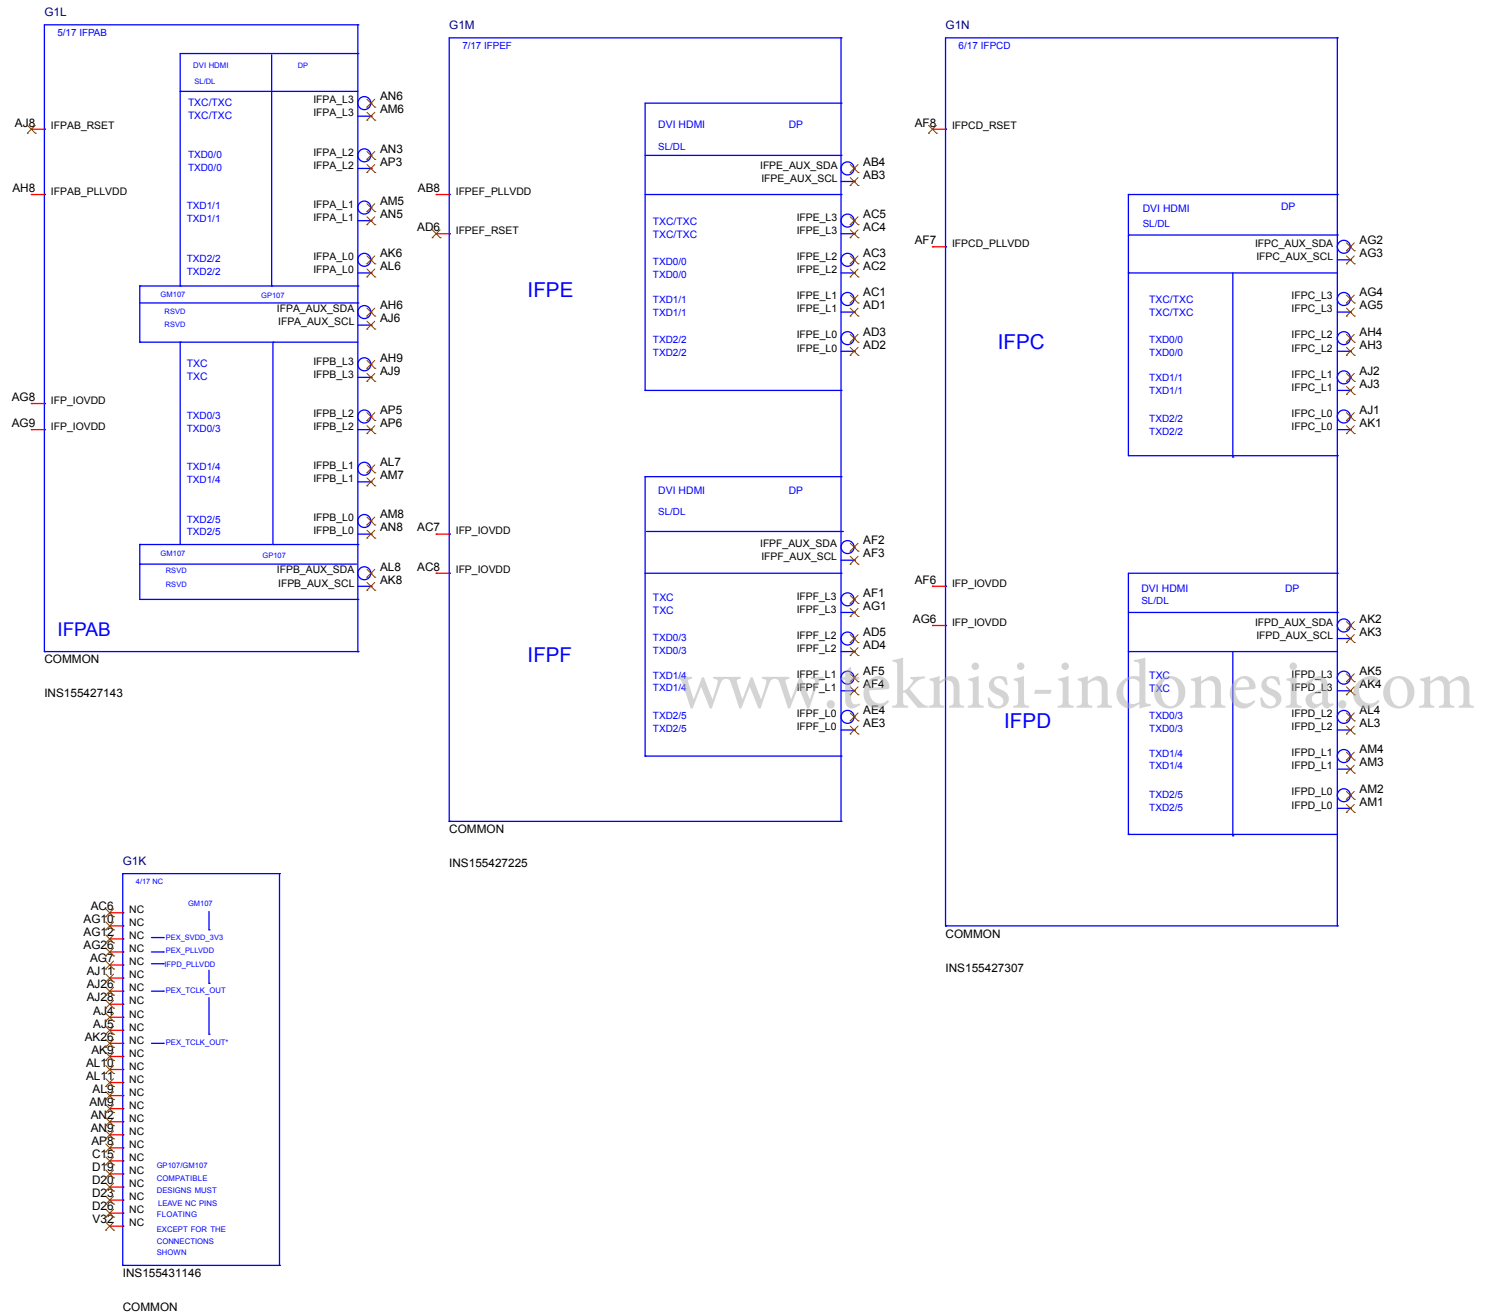 G1L
5/17 IFPAB
DVI HDMI DP
SL/DL
TXC/TXC IFPA_L3 AN6
TXC/TXC IFPA_L3 AM6
AJ8 IFPAB_RSET
TXD0/0 IFPA_L2 AN3
TXD0/0 IFPA_L2 AP3
AH8 IFPAB_PLLVDD
TXD1/1 IFPA_L1 AM5
TXD1/1 IFPA_L1 AN5
TXD2/2 IFPA_L0 AK6
TXD2/2 IFPA_L0 AL6
GM107 GP107
RSVD IFPA_AUX_SDA AH6
RSVD IFPA_AUX_SCL AJ6
TXC IFPB_L3 AH9
TXC IFPB_L3 AJ9
AG8 IFP_IOVDD
TXD0/3 IFPB_L2 AP5
AG9 IFP_IOVDD
TXD0/3 IFPB_L2 AP6
TXD1/4 IFPB_L1 AL7
TXD1/4 IFPB_L1 AM7
TXD2/5 IFPB_L0 AM8
TXD2/5 IFPB_L0 AN8
GM107 GP107
RSVD IFPB_AUX_SDA AL8
RSVD IFPB_AUX_SCL AK8
IFPAB
COMMON
INS155427143
G1M
7/17 IFPEF
DVI HDMI DP
SL/DL
IFPE_AUX_SDA AB4
IFPE_AUX_SCL AB3
AB8 IFPEF_PLLVDD
TXC/TXC IFPE_L3 AC5
TXC/TXC IFPE_L3 AC4
AD6 IFPEF_RSET
TXD0/0 IFPE_L2 AC3
TXD0/0 IFPE_L2 AC2
IFPE
TXD1/1 IFPE_L1 AC1
TXD1/1 IFPE_L1 AD1
TXD2/2 IFPE_L0 AD3
TXD2/2 IFPE_L0 AD2
DVI HDMI DP
SL/DL
AC7 IFP_IOVDD
IFPF_AUX_SDA AF2
IFPF_AUX_SCL AF3
AC8 IFP_IOVDD
TXC IFPF_L3 AF1
TXC IFPF_L3 AG1
TXD0/3 IFPF_L2 AD5
TXD0/3 IFPF_L2 AD4
IFPF
TXD1/4 IFPF_L1 AF5
TXD1/4 IFPF_L1 AF4
TXD2/5 IFPF_L0 AE4
TXD2/5 IFPF_L0 AE3
COMMON
INS155427225
G1N
6/17 IFPCD
AF8 IFPCD_RSET
DVI HDMI DP
SL/DL
AF7 IFPCD_PLLVDD
IFPC_AUX_SDA AG2
IFPC_AUX_SCL AG3
TXC/TXC IFPC_L3 AG4
TXC/TXC IFPC_L3 AG5
IFPC
TXD0/0 IFPC_L2 AH4
TXD0/0 IFPC_L2 AH3
TXD1/1 IFPC_L1 AJ2
TXD1/1 IFPC_L1 AJ3
TXD2/2 IFPC_L0 AJ1
TXD2/2 IFPC_L0 AK1
AF6 IFP_IOVDD
DVI HDMI DP
SL/DL
AG6 IFP_IOVDD
IFPD_AUX_SDA AK2
IFPD_AUX_SCL AK3
TXC IFPD_L3 AK5
TXC IFPD_L3 AK4
IFPD
TXD0/3 IFPD_L2 AL4
TXD0/3 IFPD_L2 AL3
TXD1/4 IFPD_L1 AM4
TXD1/4 IFPD_L1 AM3
TXD2/5 IFPD_L0 AM2
TXD2/5 IFPD_L0 AM1
COMMON
INS155427307
www.teknisi-indonesia.com
G1K
4/17 NC
GM107
AC6 NC
AG10 NC
AG12 NC PEX_SVDD_3V3
AG26 NC PEX_PLLVDD
AG7 NC IFPD_PLLVDD
AJ11 NC
AJ26 NC PEX_TCLK_OUT
AJ28 NC
AJ4 NC
AJ5 NC
AK26 NC PEX_TCLK_OUT*
AK9 NC
AL10 NC
AL11 NC
AL9 NC
AM9 NC
AN2 NC
AN9 NC
AP8 NC
C15 NC
D19 NC
D20 NC
D23 NC
D26 NC
V32 NC
GP107/GM107
COMPATIBLE
DESIGNS MUST
LEAVE NC PINS
FLOATING
EXCEPT FOR THE
CONNECTIONS
SHOWN
INS155431146
COMMON